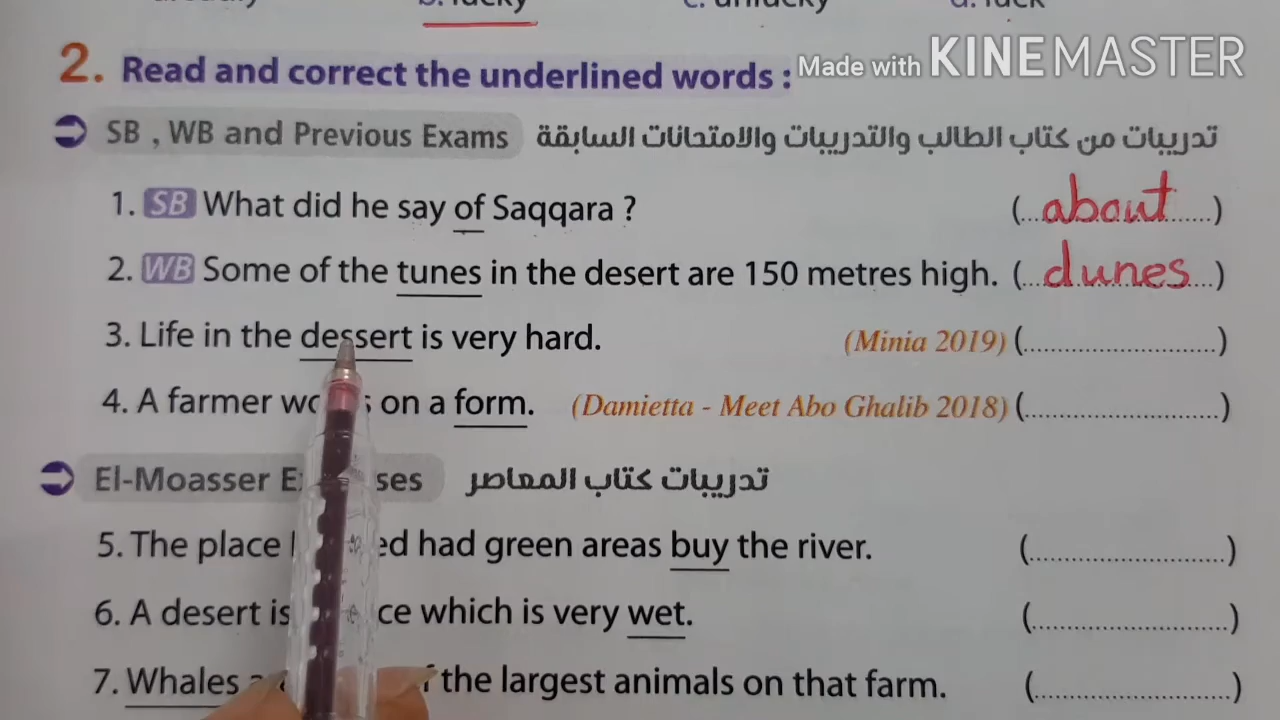 b. lucky
c. unlucky
d. luck
Made with KINEMASTER
2. Read and correct the underlined words :
SB , WB and Previous Exams تدريبات من كتاب الطالب والتدريبات والامتحانات السابقة
1. SB What did he say of Saqqara ? (...about...)
2. WB Some of the tunes in the desert are 150 metres high. (...dunes...)
3. Life in the dessert is very hard. (Minia 2019) (........................)
4. A farmer on a form. (Damietta - Meet Abo Ghalib 2018) (........................)
El-Moasser تدريبات كتاب المعاصر
5. The place had green areas buy the river. (........................)
6. A desert is which is very wet. (........................)
7. Whales the largest animals on that farm. (........................)